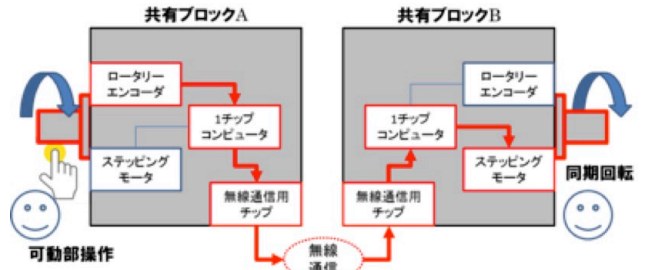 共有ブロックA
共有ブロックB
ロータリー
エンコーダ
1チップ
コンピュータ
ステッピング
モータ
無線通信用
チップ
可動部操作
無線
通信
ロータリー
エンコーダ
1チップ
コンピュータ
ステッピング
モータ
無線通信用
チップ
同期回転